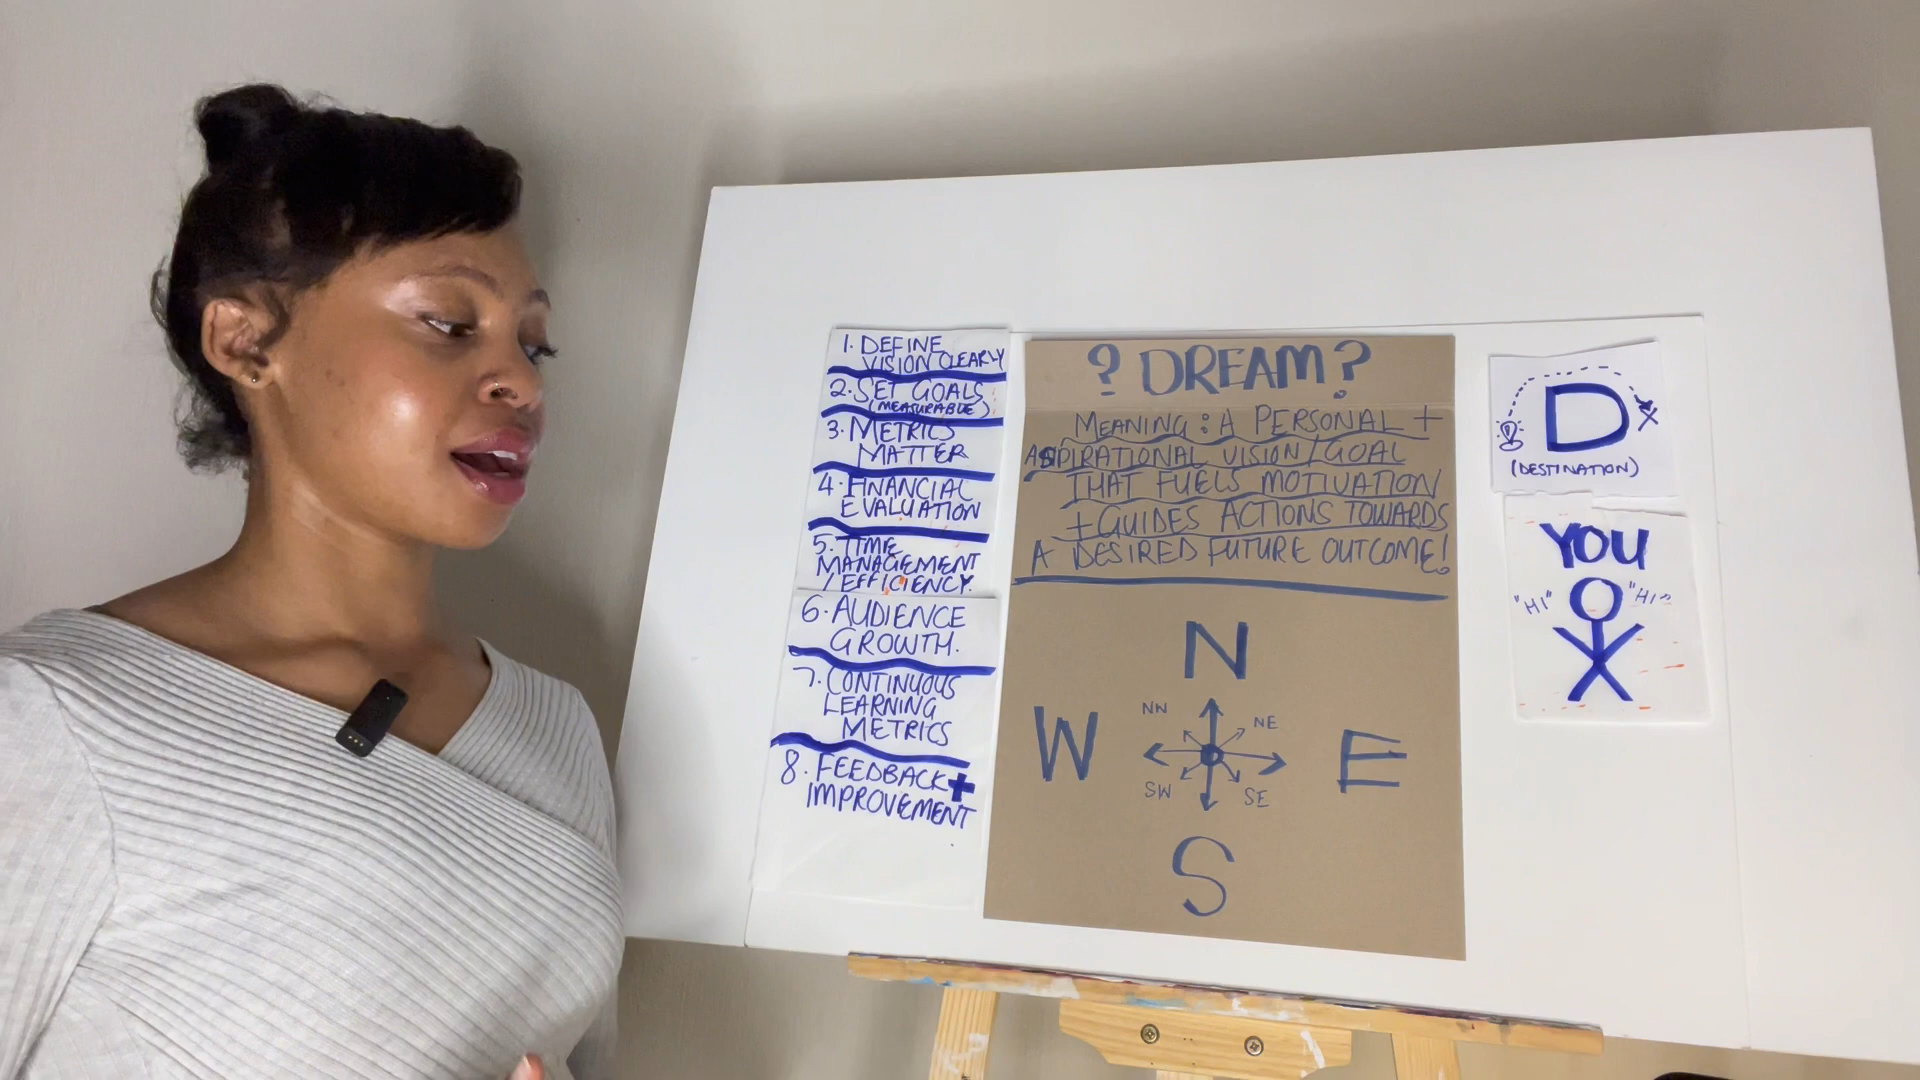 1. DEFINE
VISION CLEARLY
2. SET GOALS
(MEASURABLE)
3. METRICS
MATTER
4. FINANCIAL
EVALUATION
5. TIME
MANAGEMENT
/EFFICIENCY.
6. AUDIENCE
GROWTH.
7. CONTINUOUS
LEARNING
METRICS
8. FEEDBACK +
IMPROVEMENT
? DREAM?
MEANING: A PERSONAL +
ASPIRATIONAL VISION/GOAL
THAT FUELS MOTIVATION
+ GUIDES ACTIONS TOWARDS
A DESIRED FUTURE OUTCOME!
N
NN NE
W E
SW SE
S
D X
(DESTINATION)
YOU
"HI" "HI"